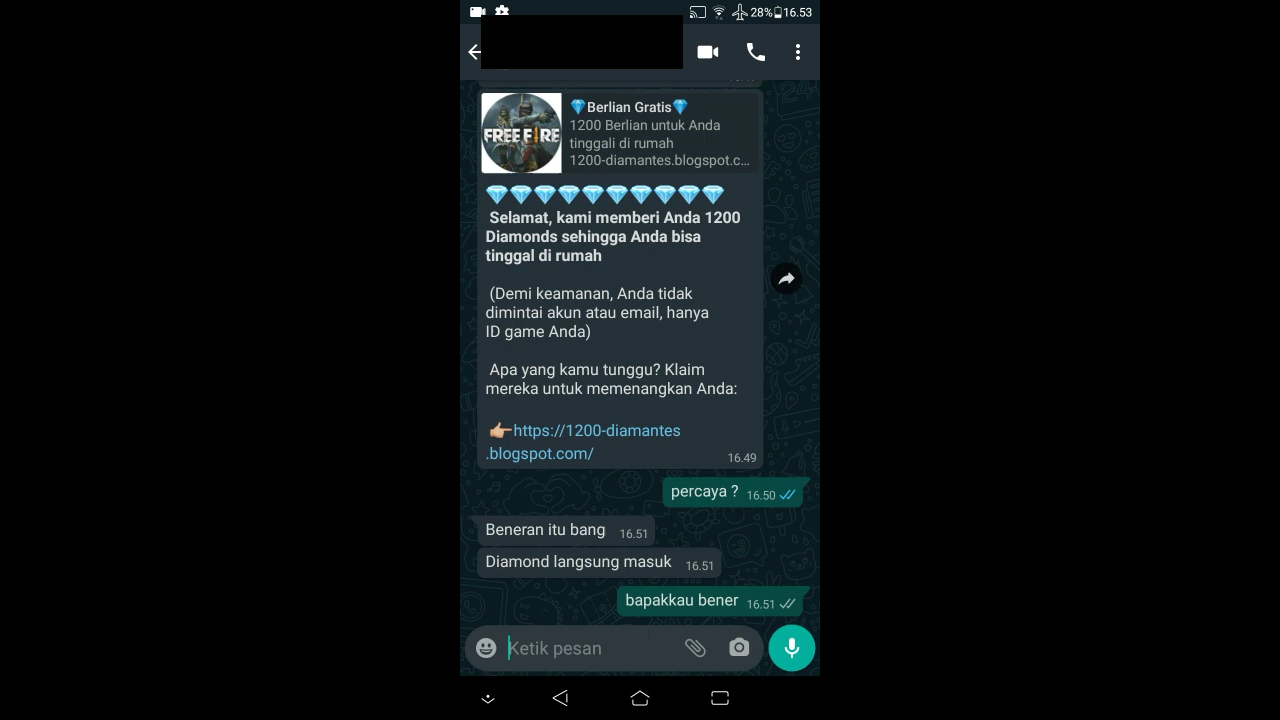 28% 16.53
💎Berlian Gratis💎
1200 Berlian untuk Anda
tinggali di rumah
1200-diamantes.blogspot.c...
FREE FIRE
💎💎💎💎💎💎💎💎💎💎
Selamat, kami memberi Anda 1200
Diamonds sehingga Anda bisa
tinggal di rumah
(Demi keamanan, Anda tidak
dimintai akun atau email, hanya
ID game Anda)
Apa yang kamu tunggu? Klaim
mereka untuk memenangkan Anda:
👉🏼https://1200-diamantes
.blogspot.com/
16.49
percaya ? 16.50
Beneran itu bang 16.51
Diamond langsung masuk 16.51
bapakkau bener 16.51
Ketik pesan